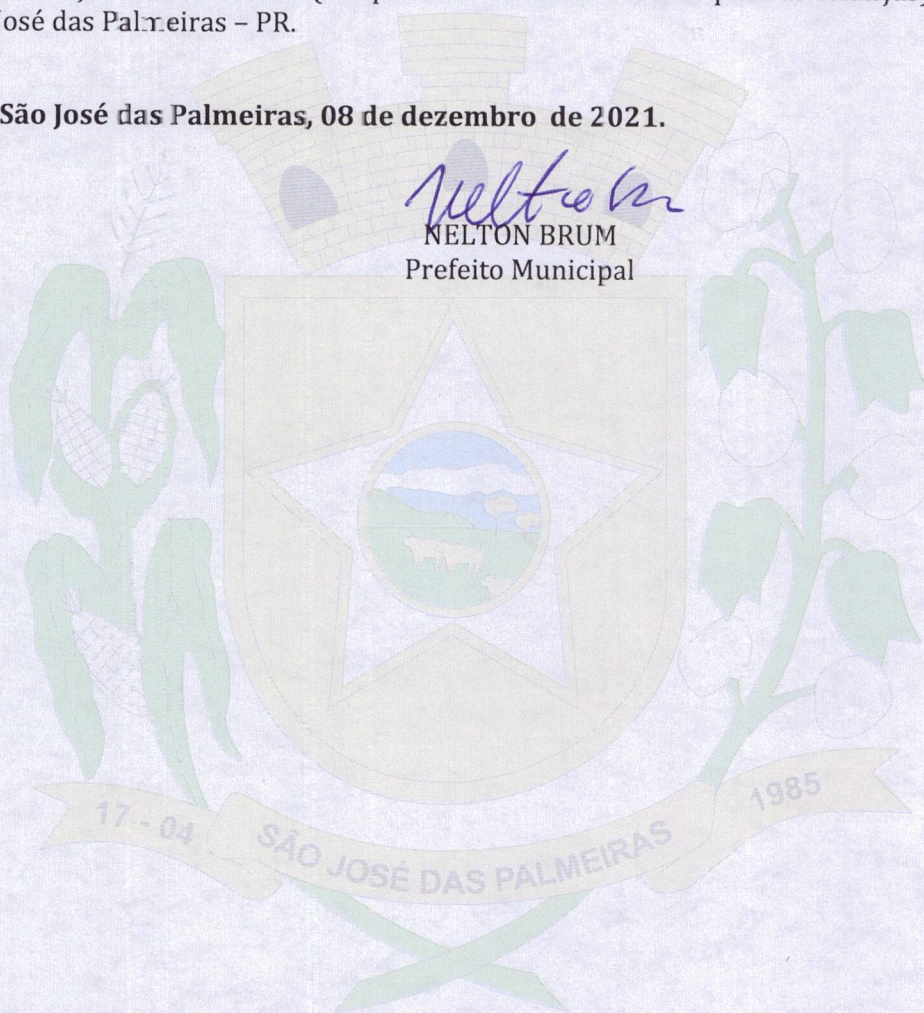 José das Palmeiras – PR.
São José das Palmeiras, 08 de dezembro de 2021.
NELTON BRUM
Prefeito Municipal
17 - 04
SÃO JOSÉ DAS PALMEIRAS
1985